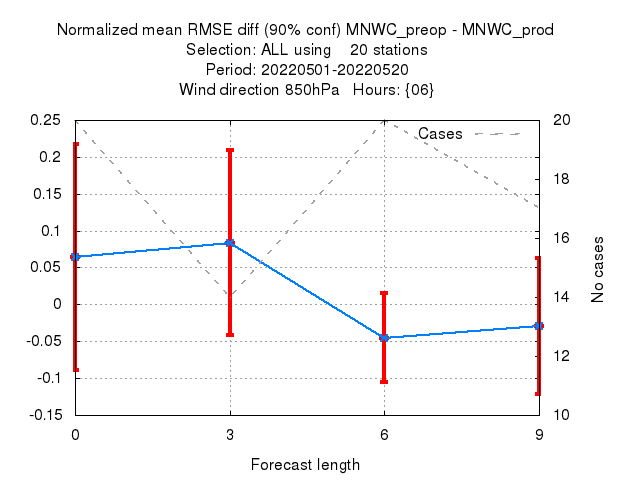 Normalized mean RMSE diff (90% conf) MNWC_preop - MNWC_prod
Selection: ALL using    20 stations
Period: 20220501-20220520
Wind direction 850hPa   Hours: {06}
Cases
0.25
0.2
0.15
0.1
0.05
0
-0.05
-0.1
-0.15
20
18
16
14
12
10
No cases
0 3 6 9
Forecast length